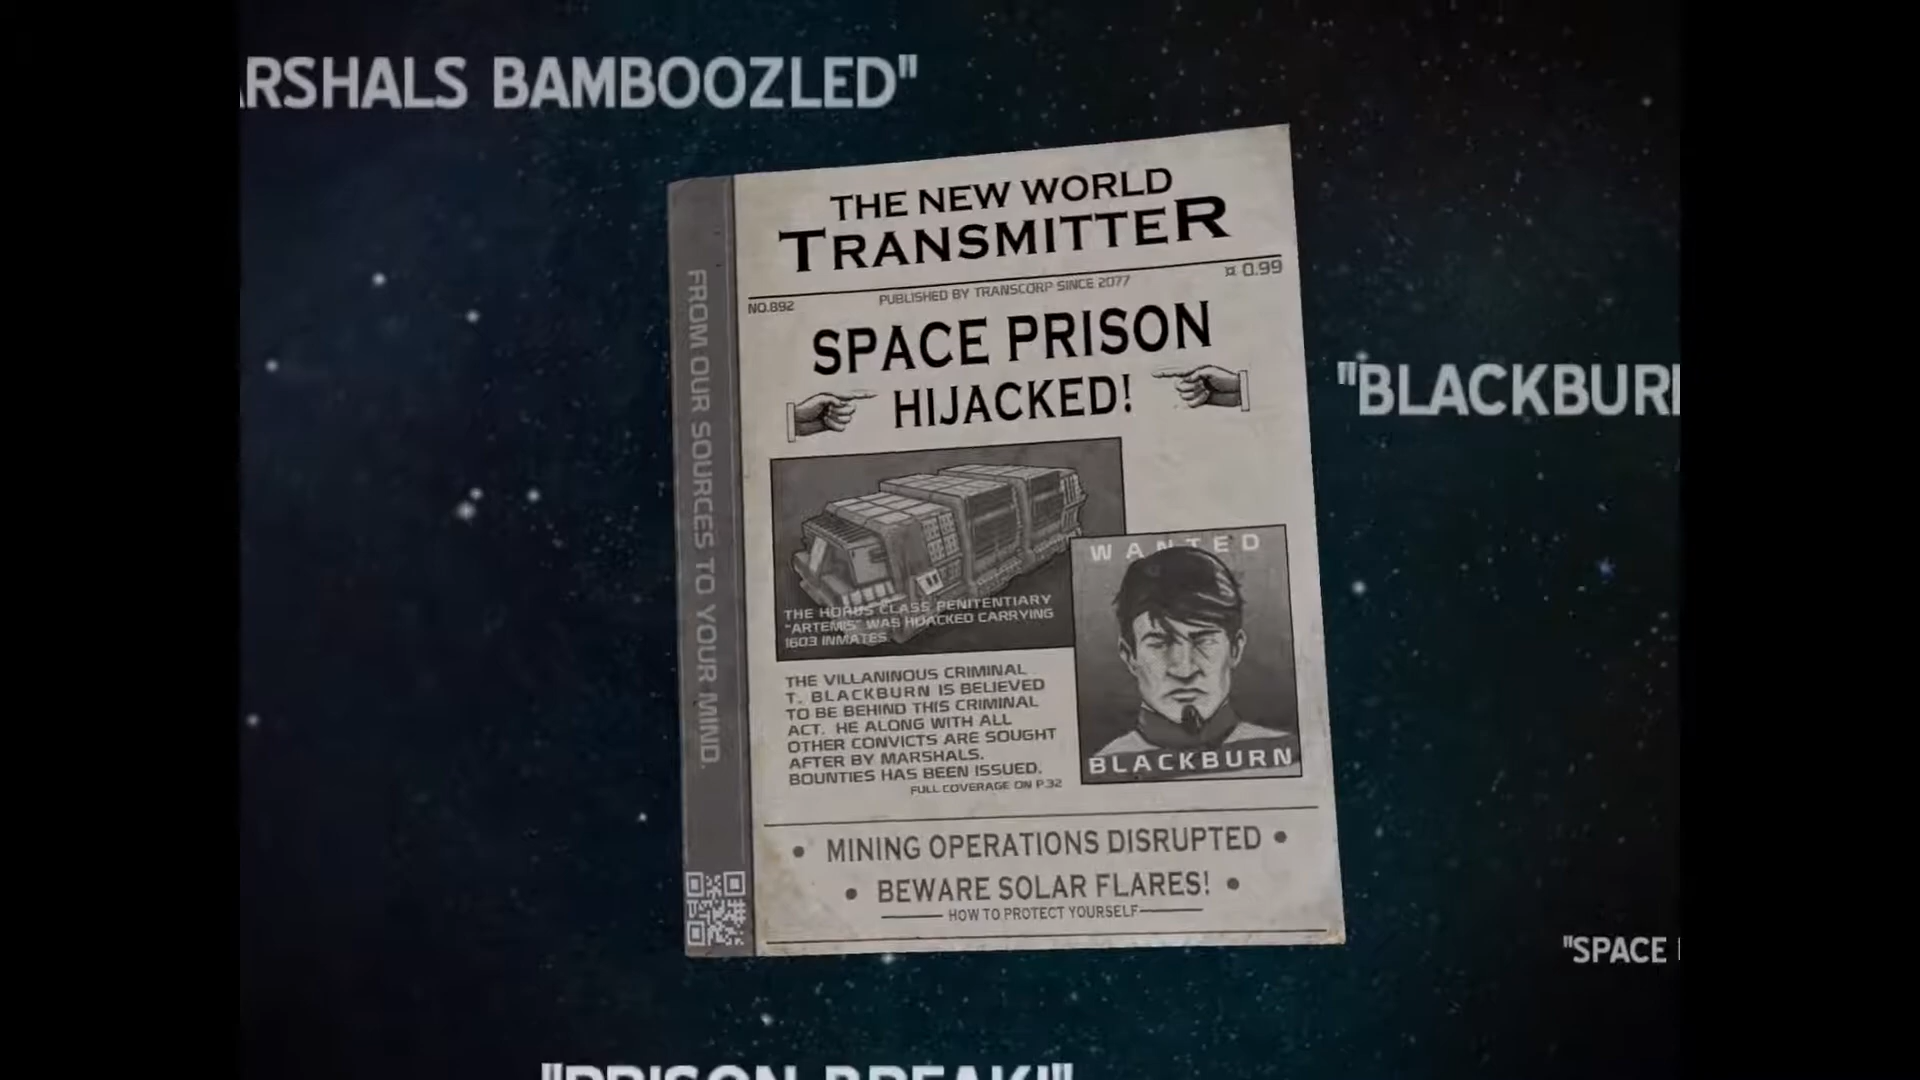 ARSHALS BAMBOOZLED"
THE NEW WORLD
TRANSMITTER
NO.892
PUBLISHED BY TRANSCORP SINCE 2077
¤ 0.99
SPACE PRISON
HIJACKED!
FROM OUR SOURCES TO YOUR MIND.
THE HORUS CLASS PENITENTIARY
"ARTEMIS" WAS HIJACKED CARRYING
1603 INMATES.
WANTED
BLACKBURN
THE VILLANINOUS CRIMINAL
T. BLACKBURN IS BELIEVED
TO BE BEHIND THIS CRIMINAL
ACT. HE ALONG WITH ALL
OTHER CONVICTS ARE SOUGHT
AFTER BY MARSHALS.
BOUNTIES HAS BEEN ISSUED.
FULL COVERAGE ON P.32
• MINING OPERATIONS DISRUPTED •
• BEWARE SOLAR FLARES! •
HOW TO PROTECT YOURSELF
"BLACKBUR
"SPACE
"PRISON BREAK!"